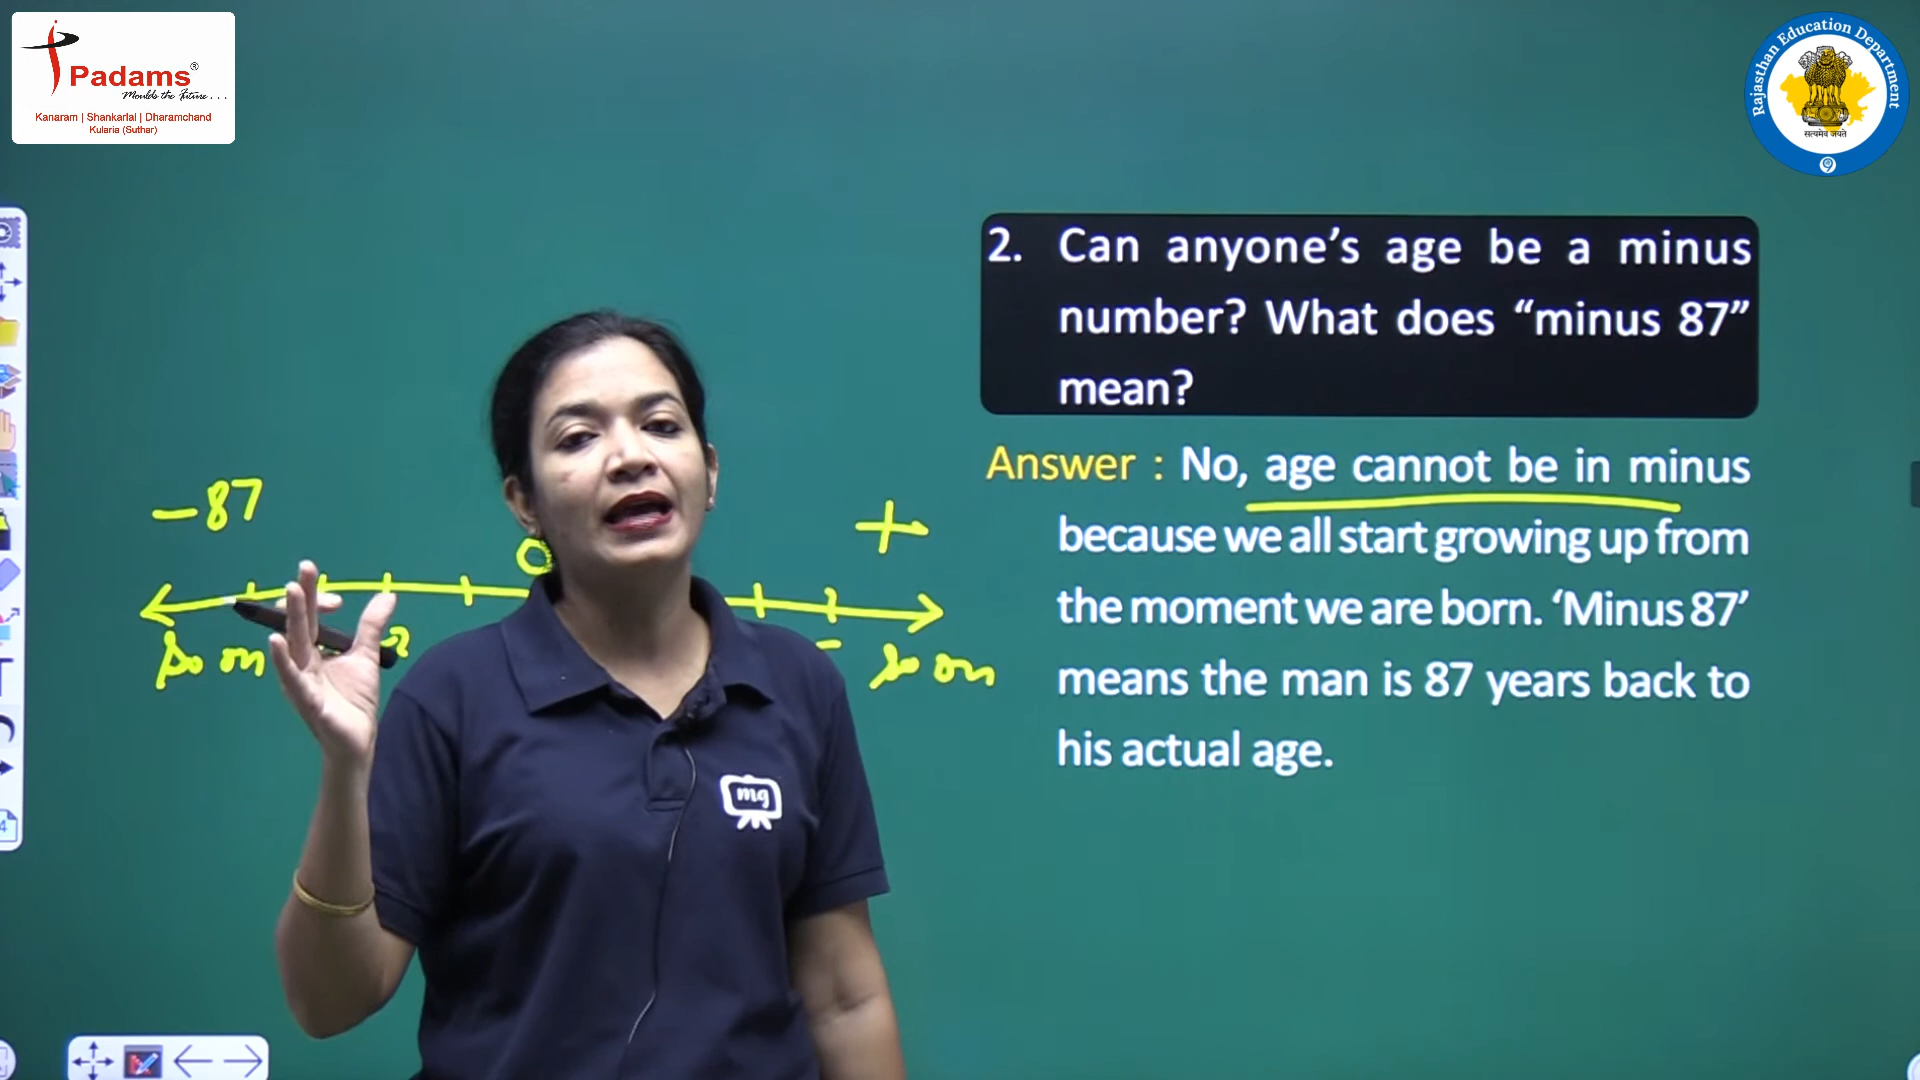 Padams®
Moulds the Future . . .
Kanaram | Shankarlal | Dharamchand
Kularia (Suthar)
Rajasthan Education Department
सत्यमेव जयते
2. Can anyone’s age be a minus
number? What does “minus 87”
mean?
Answer : No, age cannot be in minus
because we all start growing up from
the moment we are born. ‘Minus 87’
means the man is 87 years back to
his actual age.
-87
0
+
So on
-2
so on
mg